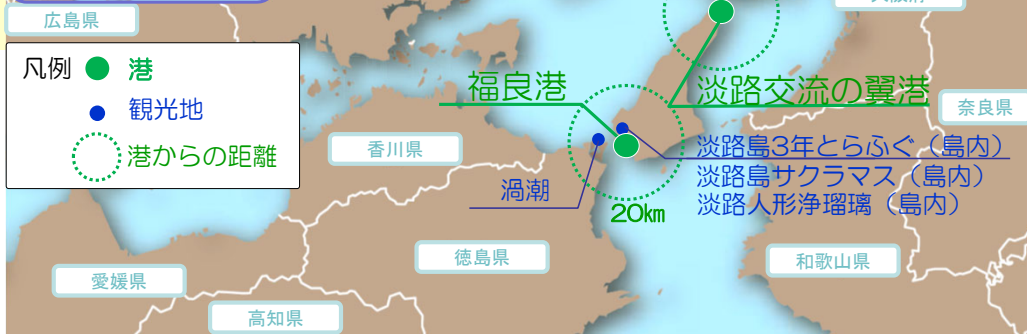 広島県
凡例
港
観光地
港からの距離
福良港
淡路交流の翼港
奈良県
香川県
淡路島3年とらふぐ（島内）
淡路島サクラマス（島内）
淡路人形浄瑠璃（島内）
渦潮
20km
徳島県
和歌山県
愛媛県
高知県